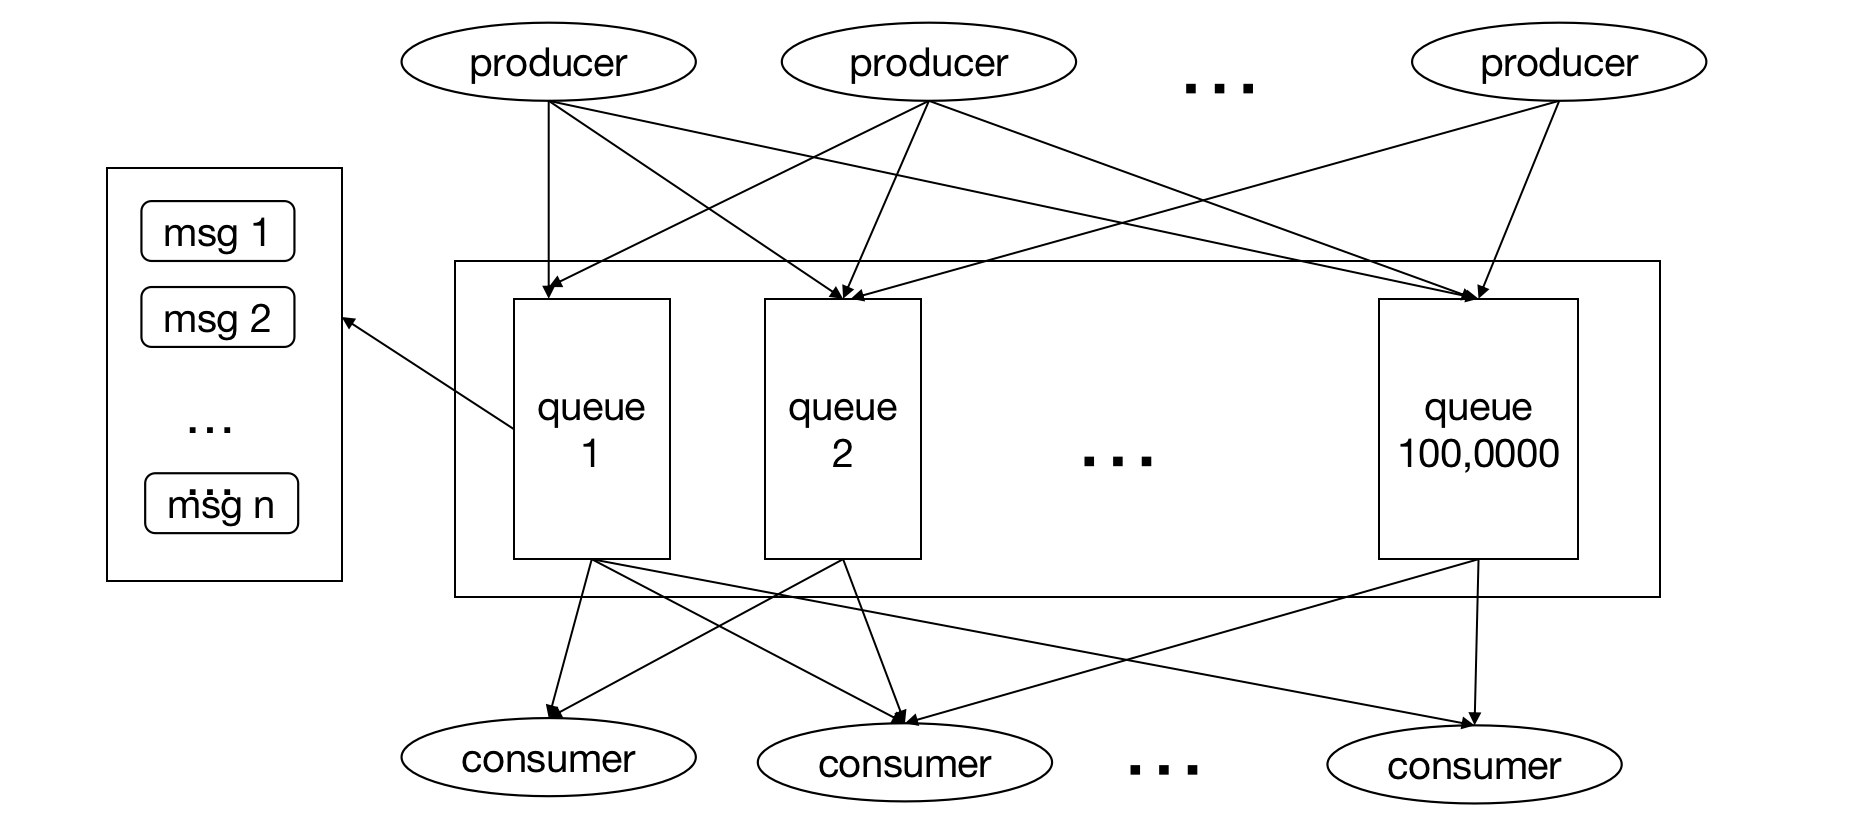 producer
producer
...
producer
msg 1
msg 2
...
...
msg n
queue
1
queue
2
...
queue
100,0000
consumer
consumer
...
consumer